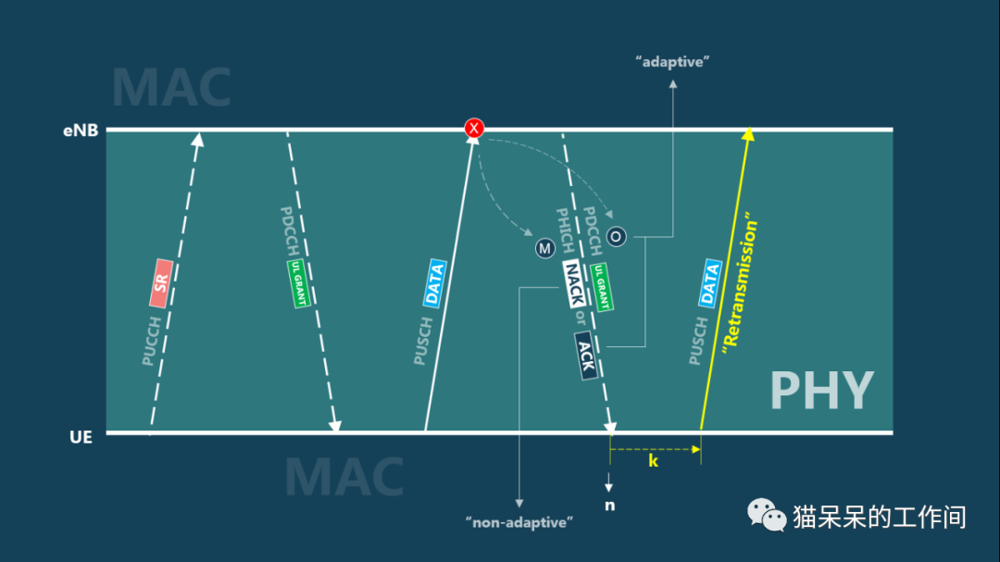 “adaptive”
MAC
eNB
X
PUCCH SR
PDCCH UL GRANT
PUSCH DATA
M
O
PHICH NACK or ACK
PDCCH UL GRANT
PUSCH DATA
“Retransmission”
PHY
UE
MAC
k
n
“non-adaptive”
猫呆呆的工作间